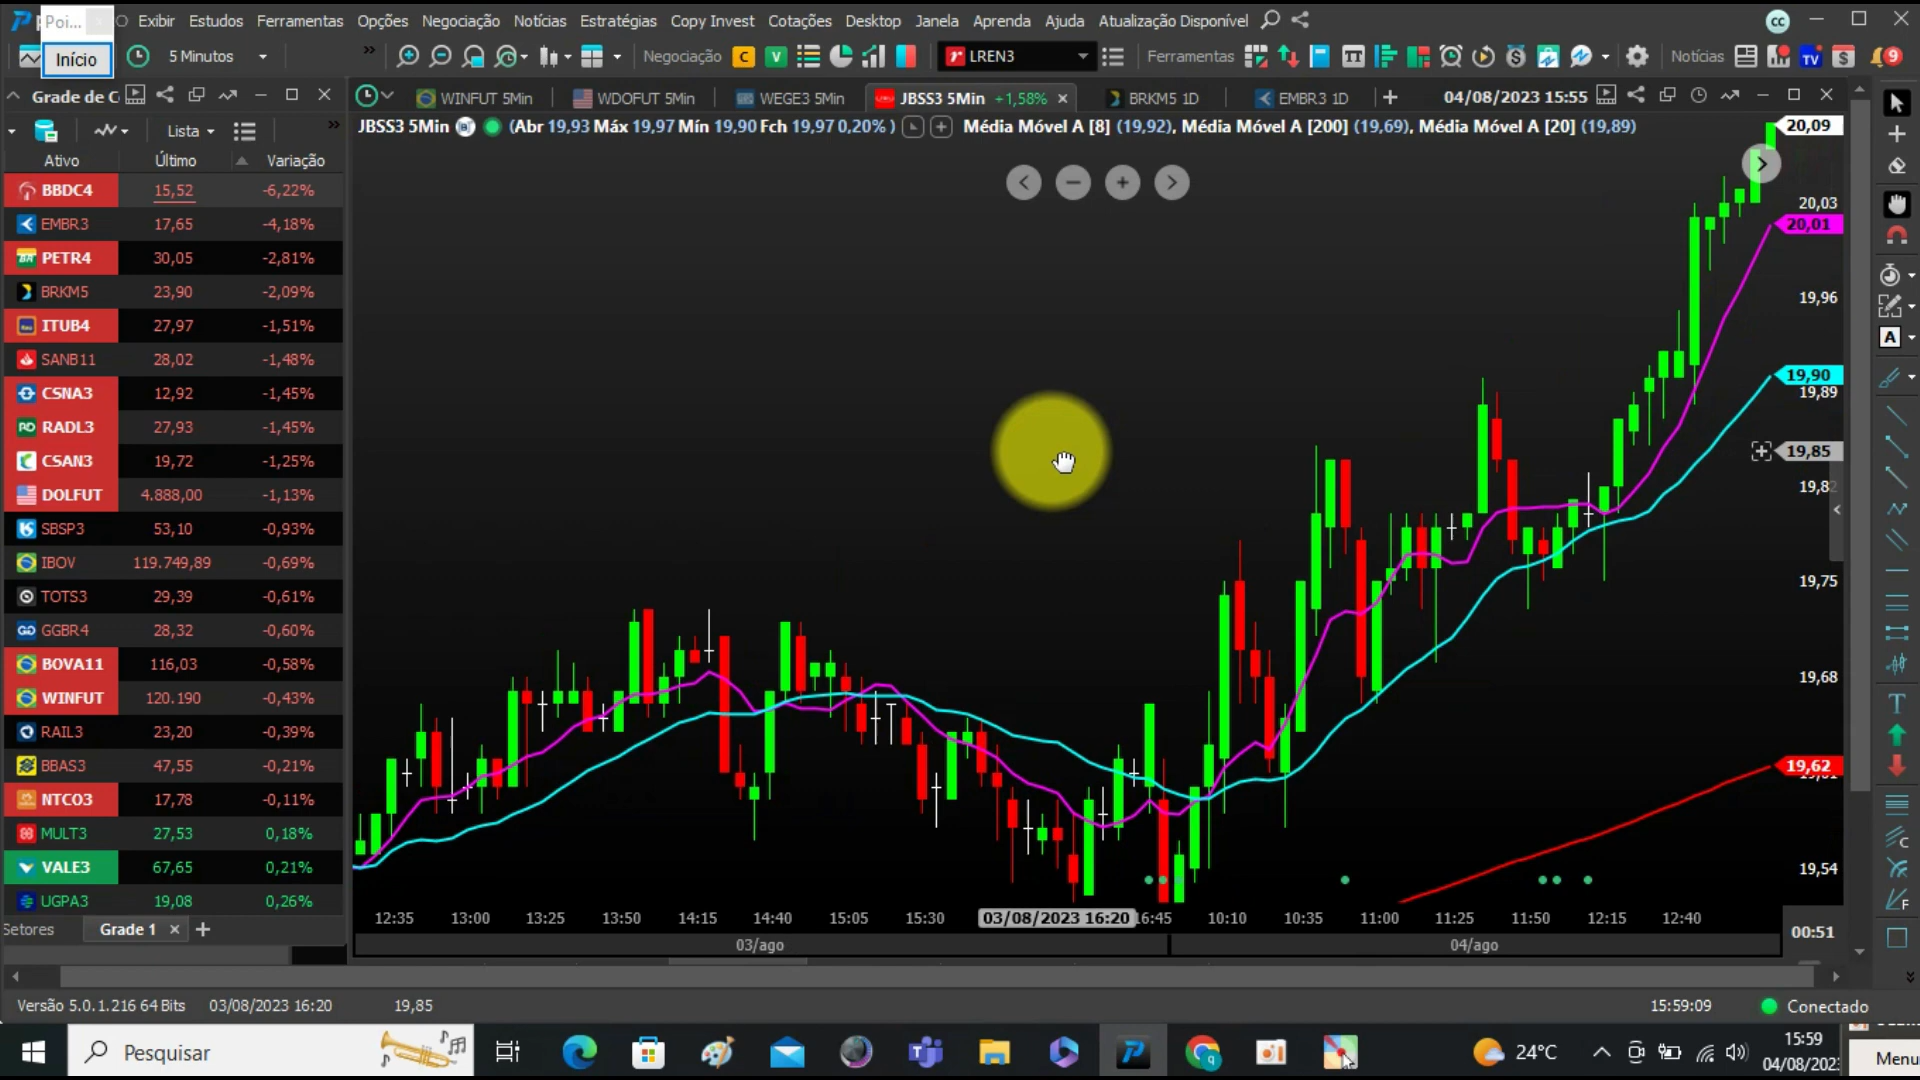 Poi...
Início
Exibir Estudos Ferramentas Opções Negociação Notícias Estratégias Copy Invest Cotações Desktop Janela Aprenda Ajuda Atualização Disponível
CC
5 Minutos
Negociação
C
V
LREN3
Ferramentas
Notícias
9
Grade de C
WINFUT 5Min
WDOFUT 5Min
WEGE3 5Min
JBSS3 5Min +1,58%
BRKM5 1D
EMBR3 1D
04/08/2023 15:55
Lista
JBSS3 5Min (Abr 19,93 Máx 19,97 Mín 19,90 Fch 19,97 0,20% ) Média Móvel A [8] (19,92), Média Móvel A [200] (19,69), Média Móvel A [20] (19,89)
Ativo Último Variação
BBDC4 15,52 -6,22%
EMBR3 17,65 -4,18%
PETR4 30,05 -2,81%
BRKM5 23,90 -2,09%
ITUB4 27,97 -1,51%
SANB11 28,02 -1,48%
CSNA3 12,92 -1,45%
RADL3 27,93 -1,45%
CSAN3 19,72 -1,25%
DOLFUT 4.888,00 -1,13%
SBSP3 53,10 -0,93%
IBOV 119.749,89 -0,69%
TOTS3 29,39 -0,61%
GGBR4 28,32 -0,60%
BOVA11 116,03 -0,58%
WINFUT 120.190 -0,43%
RAIL3 23,20 -0,39%
BBAS3 47,55 -0,21%
NTCO3 17,78 -0,11%
MULT3 27,53 0,18%
VALE3 67,65 0,21%
UGPA3 19,08 0,26%
20,09
20,03
20,01
19,96
19,90
19,89
19,85
19,82
19,75
19,68
19,62
19,54
12:35 13:00 13:25 13:50 14:15 14:40 15:05 15:30 03/08/2023 16:20 16:45 10:10 10:35 11:00 11:25 11:50 12:15 12:40
03/ago
04/ago
00:51
Setores
Grade 1
Versão 5.0.1.216 64 Bits 03/08/2023 16:20 19,85
15:59:09
Conectado
Pesquisar
24°C
15:59
04/08/202
Menu